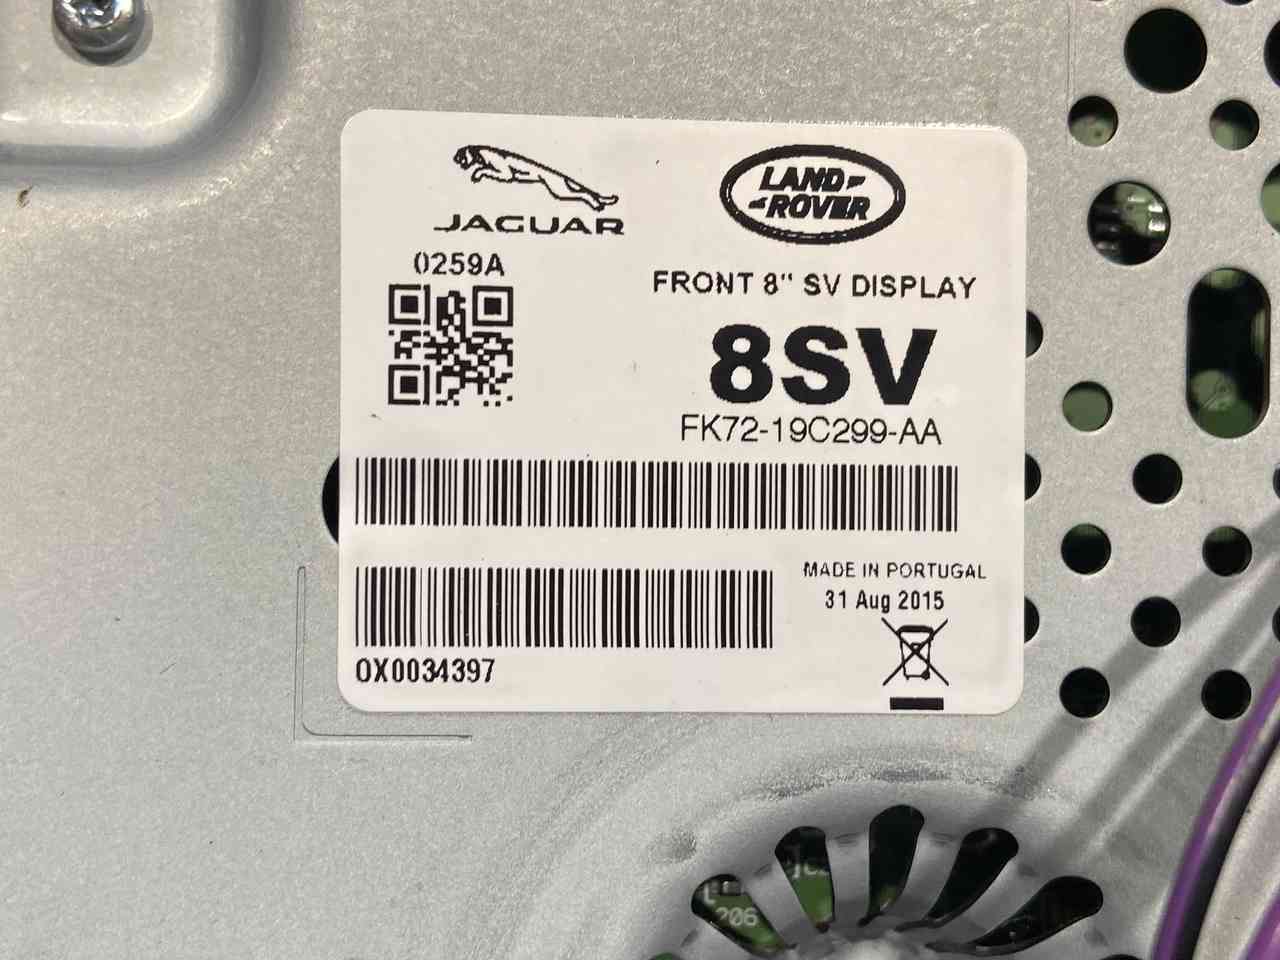 JAGUAR
LAND
ROVER
0259A
FRONT 8" SV DISPLAY
8SV
FK72-19C299-AA
MADE IN PORTUGAL
31 Aug 2015
0X0034397
206